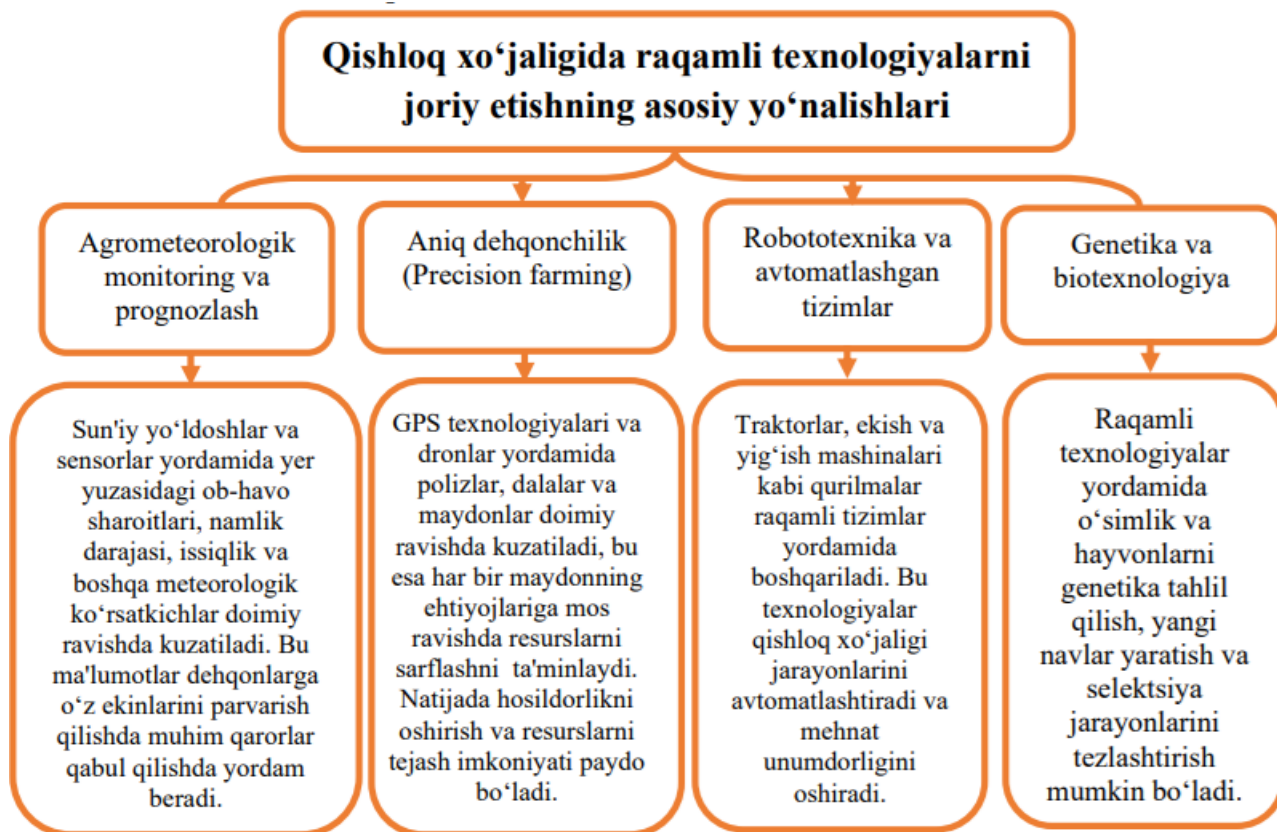 Qishloq xo‘jaligida raqamli texnologiyalarni
joriy etishning asosiy yo‘nalishlari
Agrometeorologik
monitoring va
prognozlash
Aniq dehqonchilik
(Precision farming)
Robototexnika va
avtomatlashgan
tizimlar
Genetika va
biotexnologiya
Sun'iy yo‘ldoshlar va
sensorlar yordamida yer
yuzasidagi ob-havo
sharoitlari, namlik
darajasi, issiqlik va
boshqa meteorologik
ko‘rsatkichlar doimiy
ravishda kuzatiladi. Bu
ma'lumotlar dehqonlarga
o‘z ekinlarini parvarish
qilishda muhim qarorlar
qabul qilishda yordam
beradi.
GPS texnologiyalari va
dronlar yordamida
polizlar, dalalar va
maydonlar doimiy
ravishda kuzatiladi, bu
esa har bir maydonning
ehtiyojlariga mos
ravishda resurslarni
sarflashni ta'minlaydi.
Natijada hosildorlikni
oshirish va resurslarni
tejash imkoniyati paydo
bo‘ladi.
Traktorlar, ekish va
yig‘ish mashinalari
kabi qurilmalar
raqamli tizimlar
yordamida
boshqariladi. Bu
texnologiyalar
qishloq xo‘jaligi
jarayonlarini
avtomatlashtiradi va
mehnat
unumdorligini
oshiradi.
Raqamli
texnologiyalar
yordamida
o‘simlik va
hayvonlarni
genetika tahlil
qilish, yangi
navlar yaratish va
selektsiya
jarayonlarini
tezlashtirish
mumkin bo‘ladi.